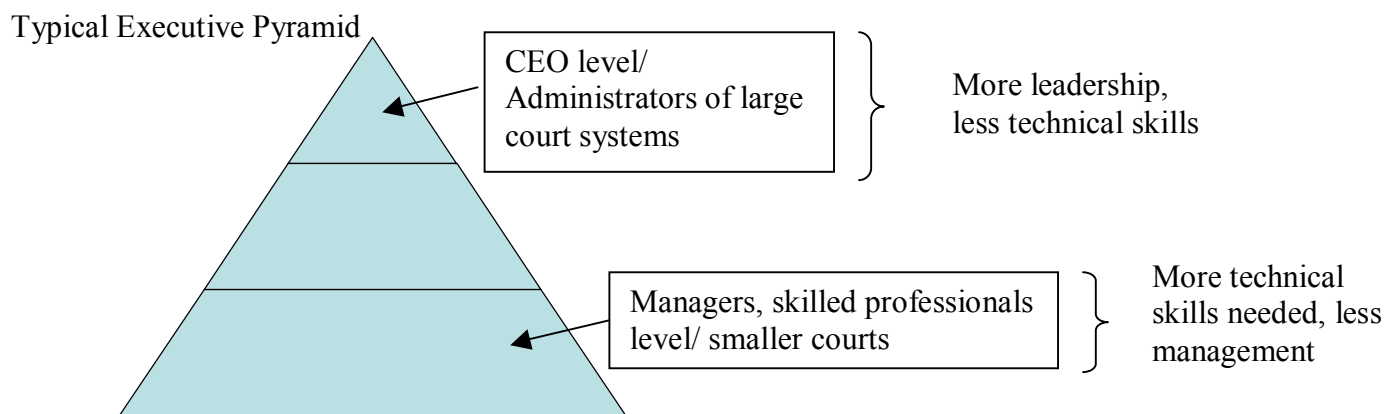 Typical Executive Pyramid
CEO level/
Administrators of large
court systems
More leadership,
less technical skills
Managers, skilled professionals
level/ smaller courts
More technical
skills needed, less
management